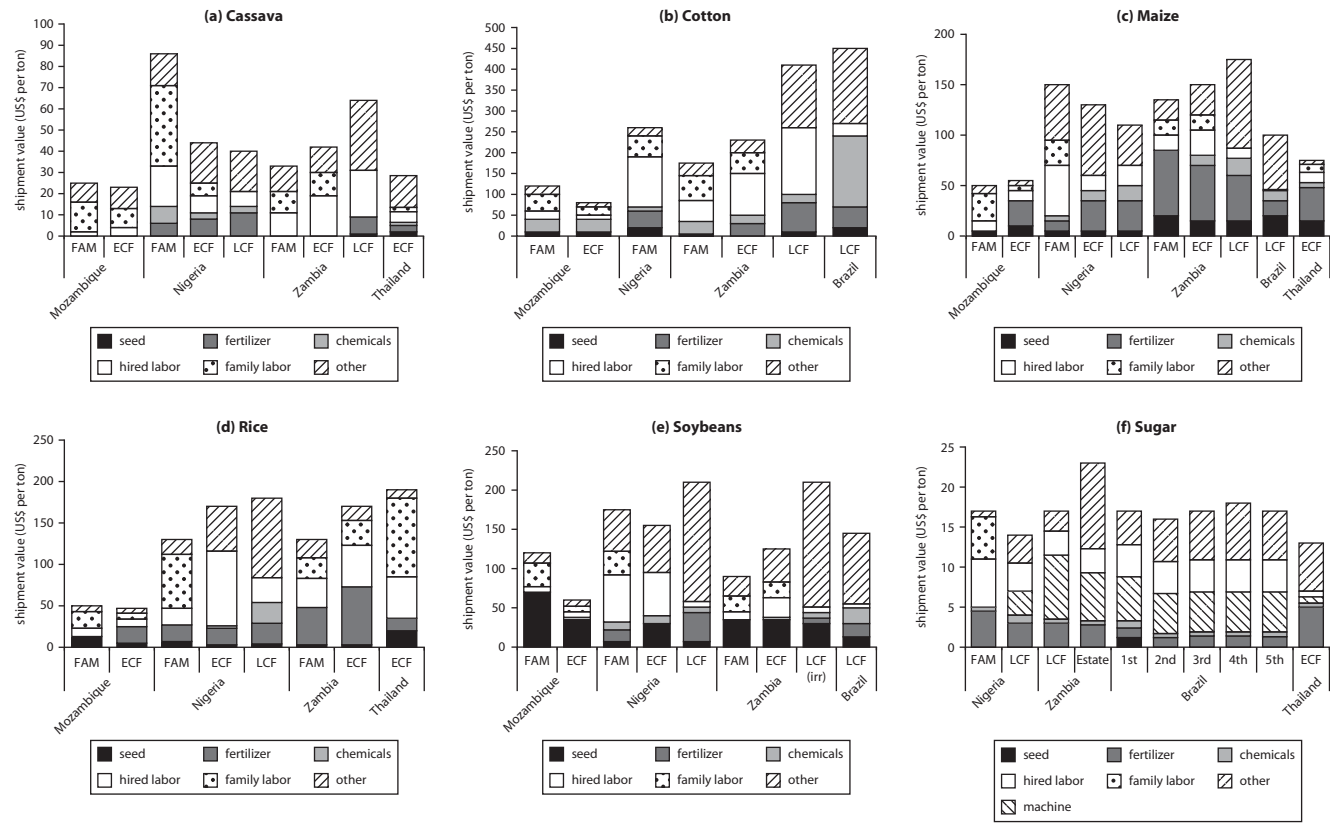 (a) Cassava
shipment value (US$ per ton)
100
90
80
70
60
50
40
30
20
10
0
FAM ECF FAM ECF LCF FAM ECF LCF ECF
Mozambique Nigeria Zambia Thailand
seed fertilizer chemicals
hired labor family labor other
(b) Cotton
shipment value (US$ per ton)
500
450
400
350
300
250
200
150
100
50
0
FAM ECF FAM FAM ECF LCF LCF
Mozambique Nigeria Zambia Brazil
seed fertilizer chemicals
hired labor family labor other
(c) Maize
shipment value (US$ per ton)
200
150
100
50
0
FAM ECF FAM ECF LCF FAM ECF LCF LCF ECF
Mozambique Nigeria Zambia Brazil Thailand
seed fertilizer chemicals
hired labor family labor other
(d) Rice
shipment value (US$ per ton)
250
200
150
100
50
0
FAM ECF FAM ECF LCF FAM ECF ECF
Mozambique Nigeria Zambia Thailand
seed fertilizer chemicals
hired labor family labor other
(e) Soybeans
shipment value (US$ per ton)
250
200
150
100
50
0
FAM ECF FAM ECF LCF FAM ECF LCF LCF
(irr)
Mozambique Nigeria Zambia Brazil
seed fertilizer chemicals
hired labor family labor other
(f) Sugar
shipment value (US$ per ton)
25
20
15
10
5
0
FAM LCF LCF Estate 1st 2nd 3rd 4th 5th ECF
Nigeria Zambia Brazil Thailand
seed fertilizer chemicals
hired labor family labor other
machine